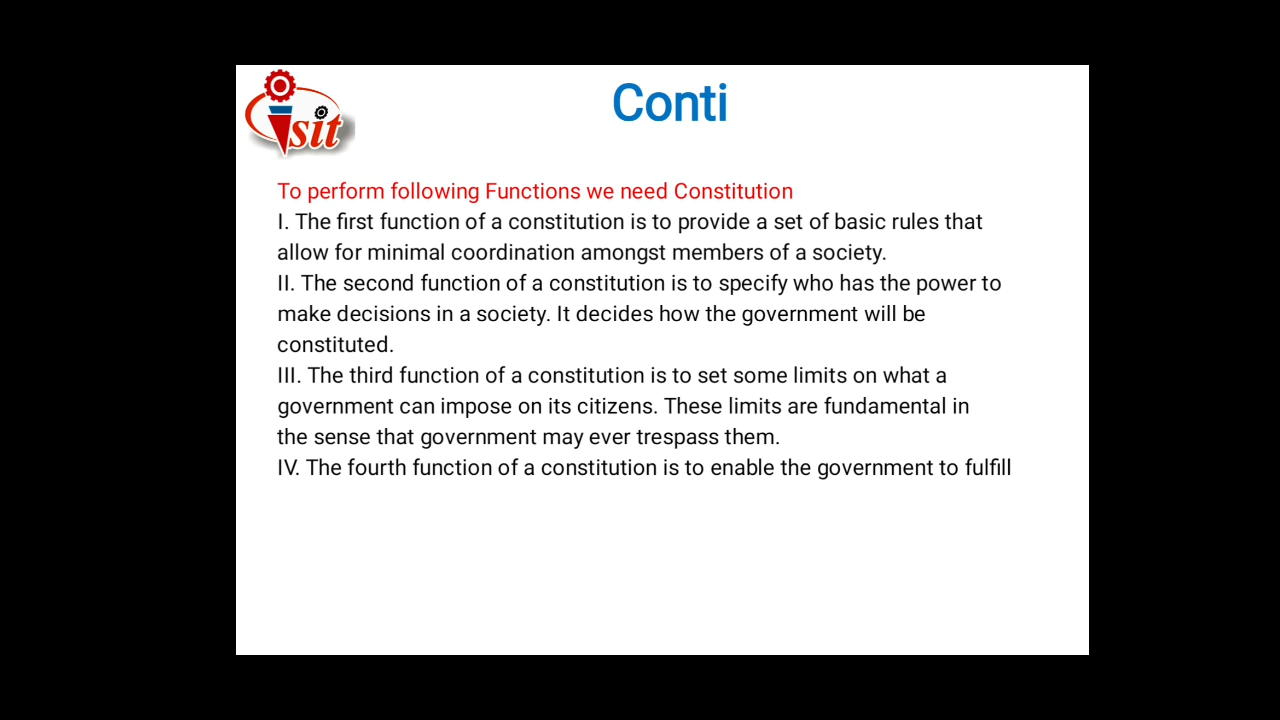 isit
Conti
To perform following Functions we need Constitution
I. The first function of a constitution is to provide a set of basic rules that
allow for minimal coordination amongst members of a society.
II. The second function of a constitution is to specify who has the power to
make decisions in a society. It decides how the government will be
constituted.
III. The third function of a constitution is to set some limits on what a
government can impose on its citizens. These limits are fundamental in
the sense that government may ever trespass them.
IV. The fourth function of a constitution is to enable the government to fulfill